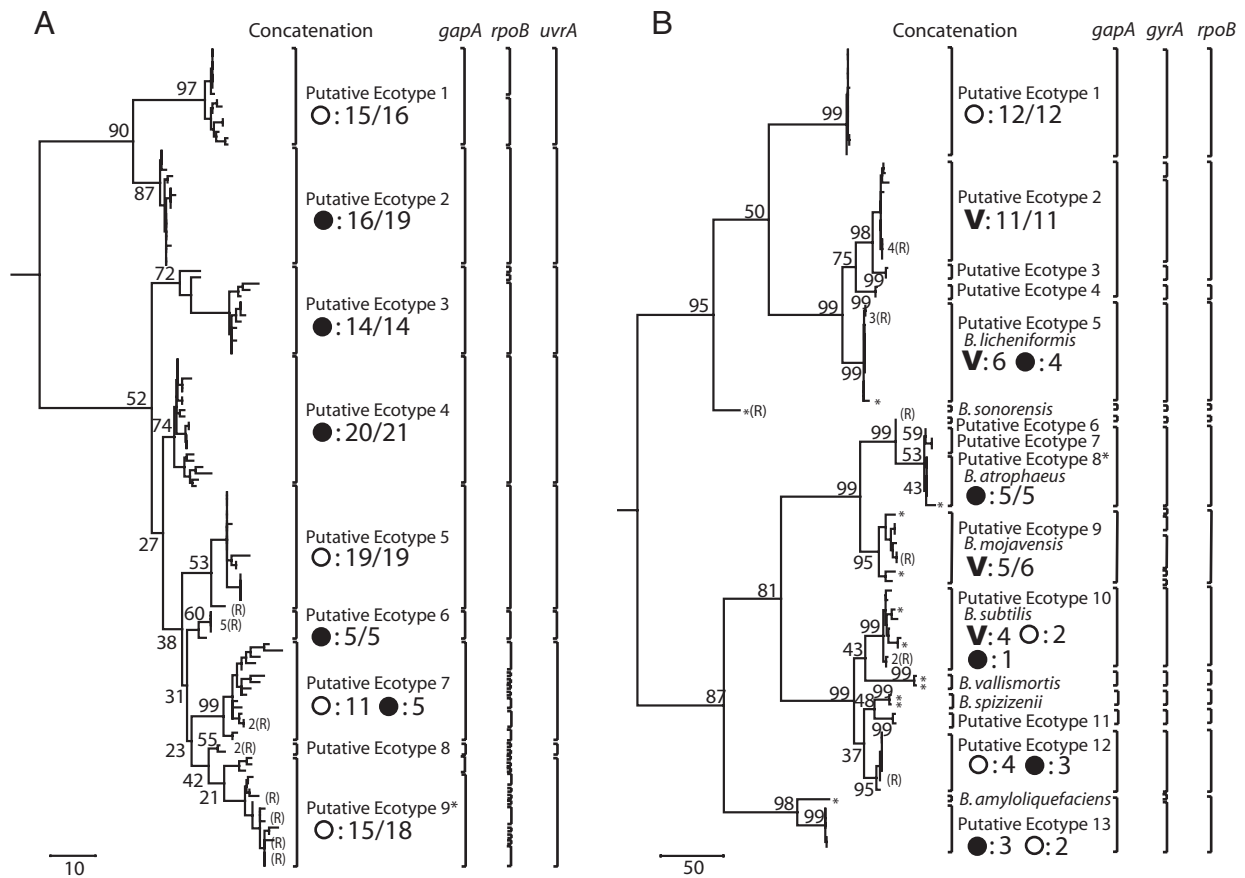 A
Concatenation gapA rpoB uvrA
97
Putative Ecotype 1
○: 15/16
90
87
Putative Ecotype 2
●: 16/19
72
Putative Ecotype 3
●: 14/14
52
74
Putative Ecotype 4
●: 20/21
27
53
Putative Ecotype 5
○: 19/19
(R)
60
5(R)
38
Putative Ecotype 6
●: 5/5
31
99
Putative Ecotype 7
○: 11 ●: 5
2(R)
23
55
2(R)
Putative Ecotype 8
42
21
(R)
(R)
(R)
(R)
Putative Ecotype 9*
○: 15/18
10
B
Concatenation gapA gyrA rpoB
99
Putative Ecotype 1
○: 12/12
50
Putative Ecotype 2
V: 11/11
98
4(R)
75
99
Putative Ecotype 3
Putative Ecotype 4
95
99
99
3(R)
99
*
Putative Ecotype 5
B. licheniformis
V: 6 ●: 4
*(R)
B. sonorensis
(R)
Putative Ecotype 6
99
59
Putative Ecotype 7
53
43
*
Putative Ecotype 8*
B. atrophaeus
●: 5/5
99
*
(R)
95
*
Putative Ecotype 9
B. mojavensis
V: 5/6
81
99
*
*
2(R)
Putative Ecotype 10
B. subtilis
V: 4 ○: 2
●: 1
43
99
*
*
B. vallismortis
87
99
48
99
**
B. spizizenii
99
Putative Ecotype 11
37
95
(R)
Putative Ecotype 12
○: 4 ●: 3
98
*
B. amyloliquefaciens
99
Putative Ecotype 13
●: 3 ○: 2
50